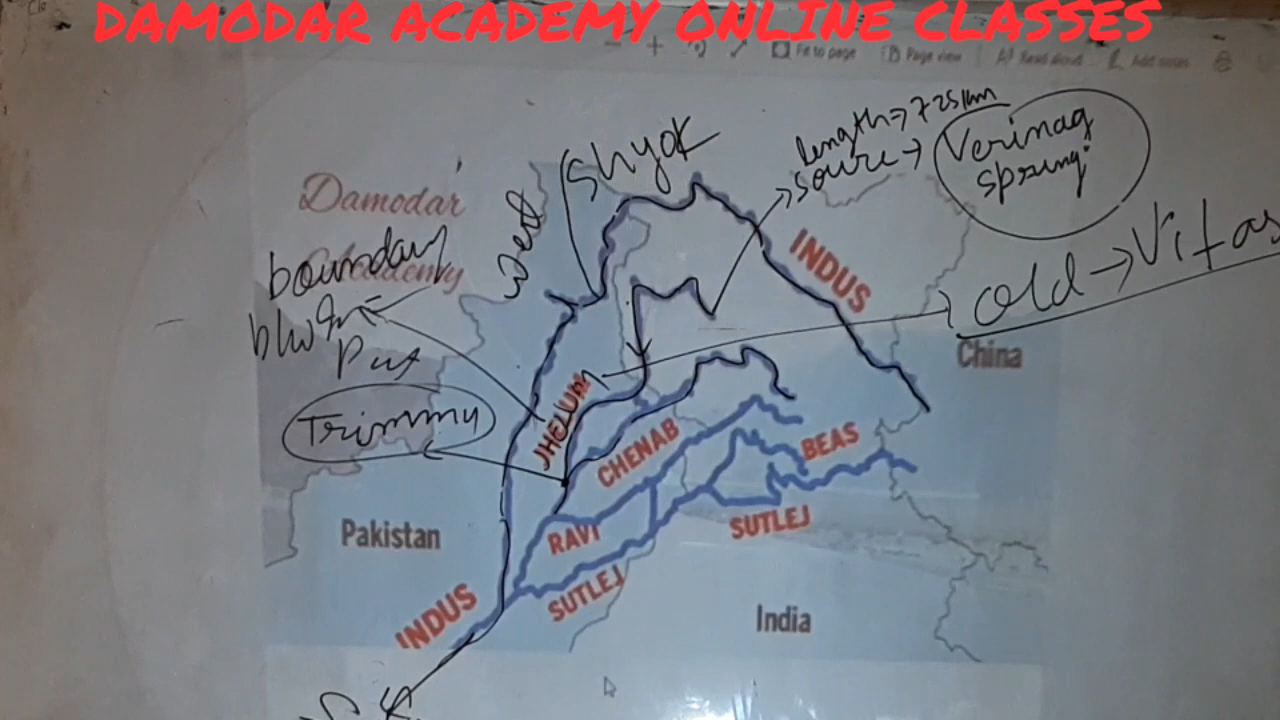 DAMODAR ACADEMY ONLINE CLASSES
Fit to page
Page view
Read aloud
Add notes
Damodar
Academy
Shyok
length→725km
source→
Verinag
spring
boundary
west
INDUS
old→Vitas
China
Trimmy
JHELUM
CHENAB
BEAS
Pakistan
RAVI
SUTLEJ
SUTLEJ
INDUS
India